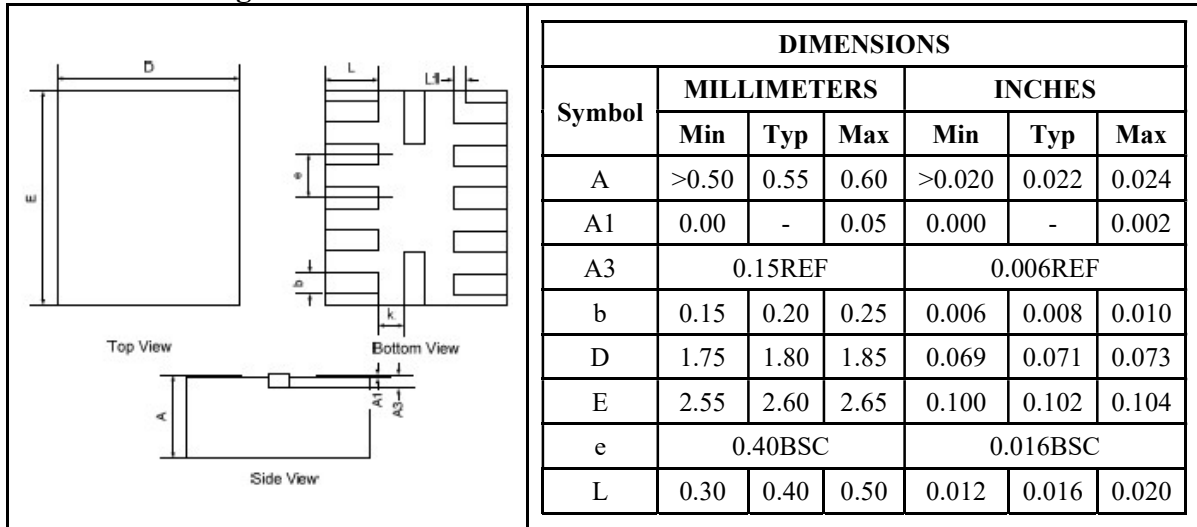 D
L
L1
e
E
b
k
Top View
Bottom View
A
A1
A3
Side View
DIMENSIONS
Symbol MILLIMETERS INCHES
Min Typ Max Min Typ Max
A >0.50 0.55 0.60 >0.020 0.022 0.024
A1 0.00 - 0.05 0.000 - 0.002
A3 0.15REF 0.006REF
b 0.15 0.20 0.25 0.006 0.008 0.010
D 1.75 1.80 1.85 0.069 0.071 0.073
E 2.55 2.60 2.65 0.100 0.102 0.104
e 0.40BSC 0.016BSC
L 0.30 0.40 0.50 0.012 0.016 0.020